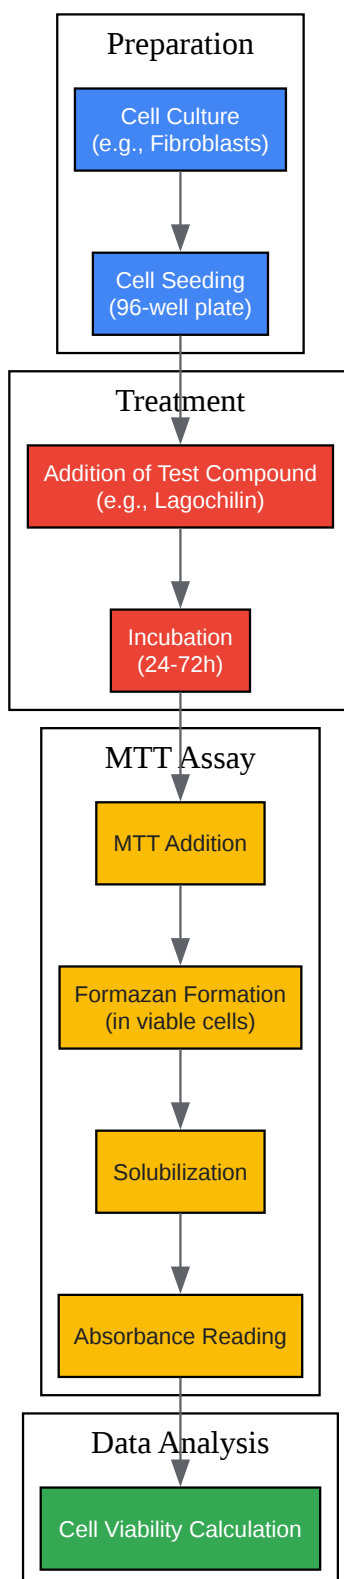 Preparation
Cell Culture
(e.g., Fibroblasts)
Cell Seeding
(96-well plate)
Treatment
Addition of Test Compound
(e.g., Lagochilin)
Incubation
(24-72h)
MTT Assay
MTT Addition
Formazan Formation
(in viable cells)
Solubilization
Absorbance Reading
Data Analysis
Cell Viability Calculation